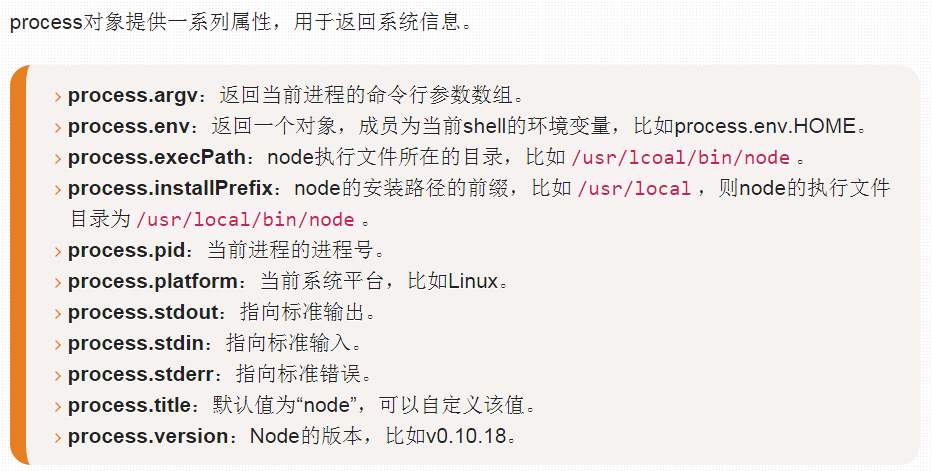 process对象提供一系列属性，用于返回系统信息。
process.argv：返回当前进程的命令行参数数组。
process.env：返回一个对象，成员为当前shell的环境变量，比如process.env.HOME。
process.execPath：node执行文件所在的目录，比如 /usr/lcoal/bin/node 。
process.installPrefix：node的安装路径的前缀，比如 /usr/local ，则node的执行文件
目录为 /usr/local/bin/node 。
process.pid：当前进程的进程号。
process.platform：当前系统平台，比如Linux。
process.stdout：指向标准输出。
process.stdin：指向标准输入。
process.stderr：指向标准错误。
process.title：默认值为“node”，可以自定义该值。
process.version：Node的版本，比如v0.10.18。